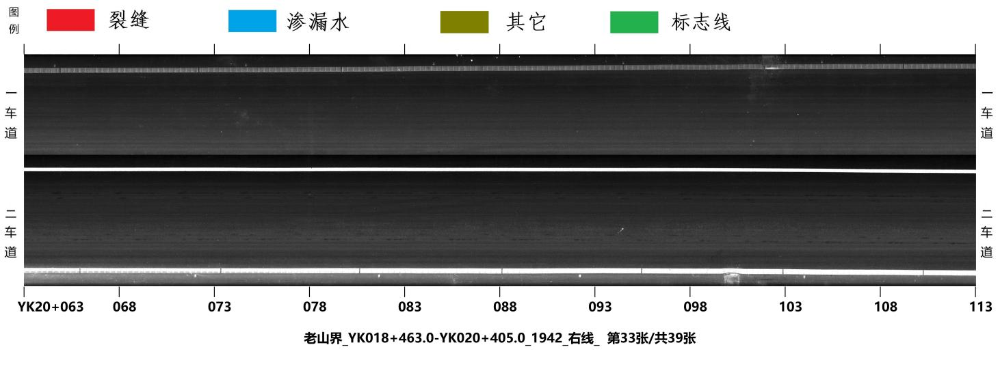 图例 裂缝 渗漏水 其它 标志线
一车道 一车道
二车道 二车道
YK20+063 068 073 078 083 088 093 098 103 108 113
老山界_YK018+463.0-YK020+405.0_1942_右线_ 第33张/共39张